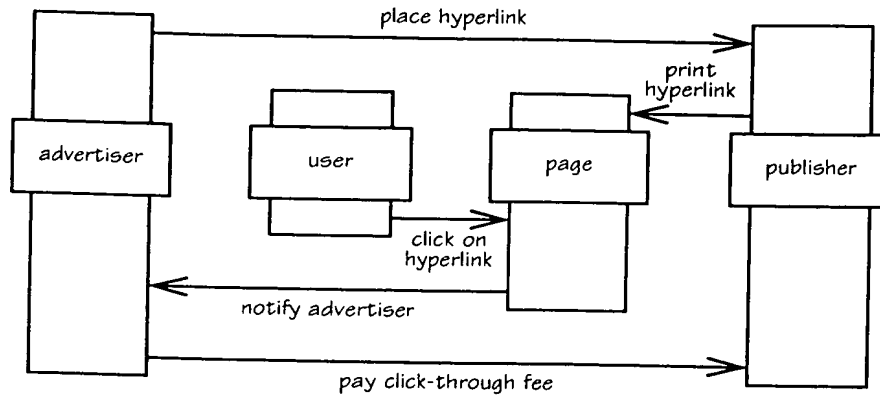 place hyperlink
print
hyperlink
advertiser
user
page
publisher
click on
hyperlink
notify advertiser
pay click-through fee